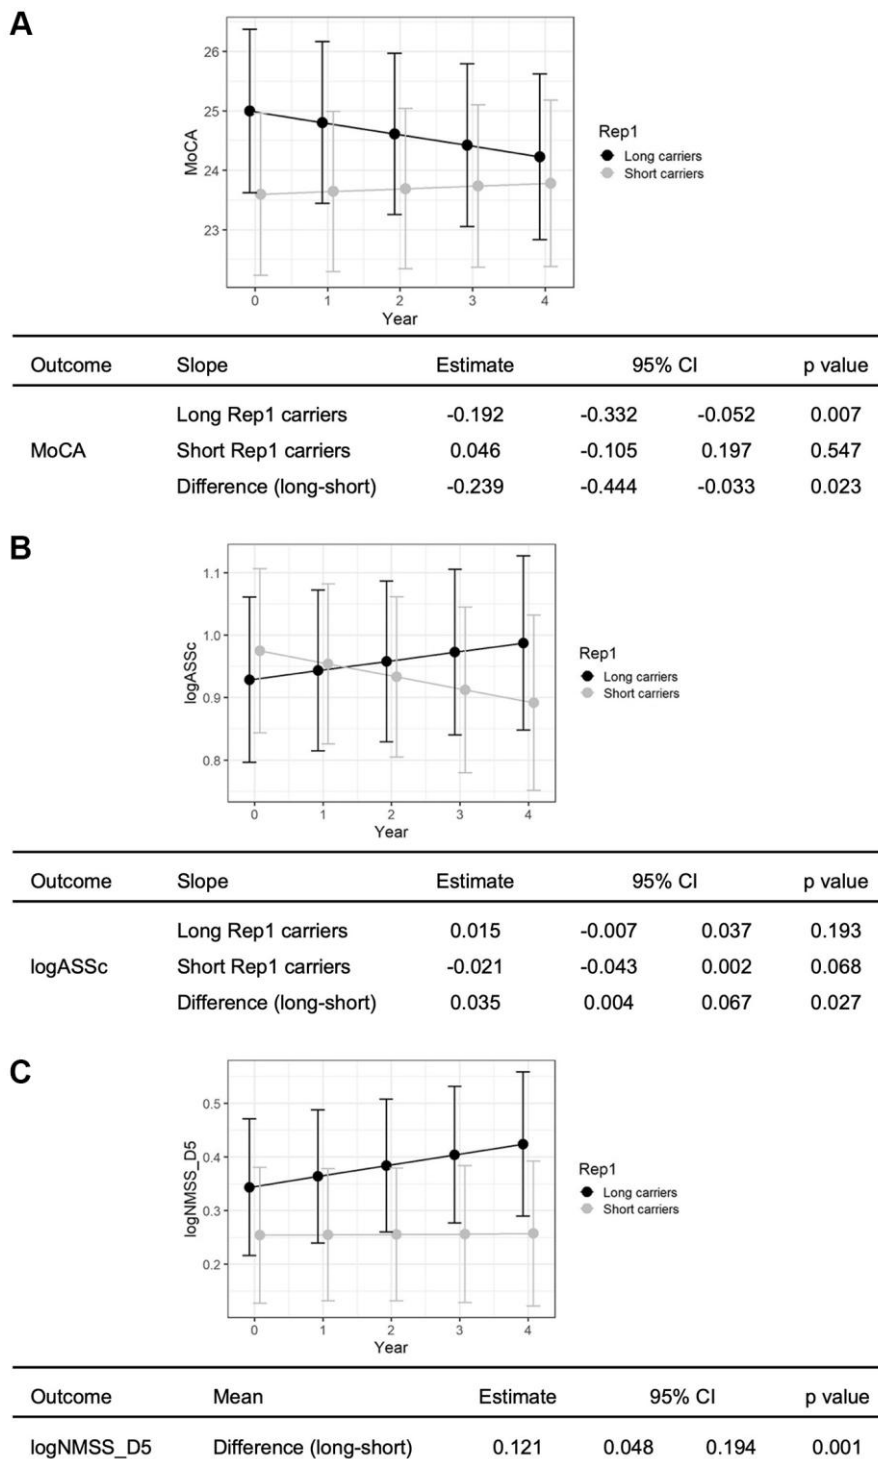 A
26
25
24
23
MoCA
0 1 2 3 4
Year
Rep1
Long carriers
Short carriers
Outcome Slope Estimate 95% CI p value
Long Rep1 carriers -0.192 -0.332 -0.052 0.007
MoCA Short Rep1 carriers 0.046 -0.105 0.197 0.547
Difference (long-short) -0.239 -0.444 -0.033 0.023
B
1.1
1.0
0.9
0.8
logASSc
0 1 2 3 4
Year
Rep1
Long carriers
Short carriers
Outcome Slope Estimate 95% CI p value
Long Rep1 carriers 0.015 -0.007 0.037 0.193
logASSc Short Rep1 carriers -0.021 -0.043 0.002 0.068
Difference (long-short) 0.035 0.004 0.067 0.027
C
0.5
0.4
0.3
0.2
logNMSS_D5
0 1 2 3 4
Year
Rep1
Long carriers
Short carriers
Outcome Mean Estimate 95% CI p value
logNMSS_D5 Difference (long-short) 0.121 0.048 0.194 0.001